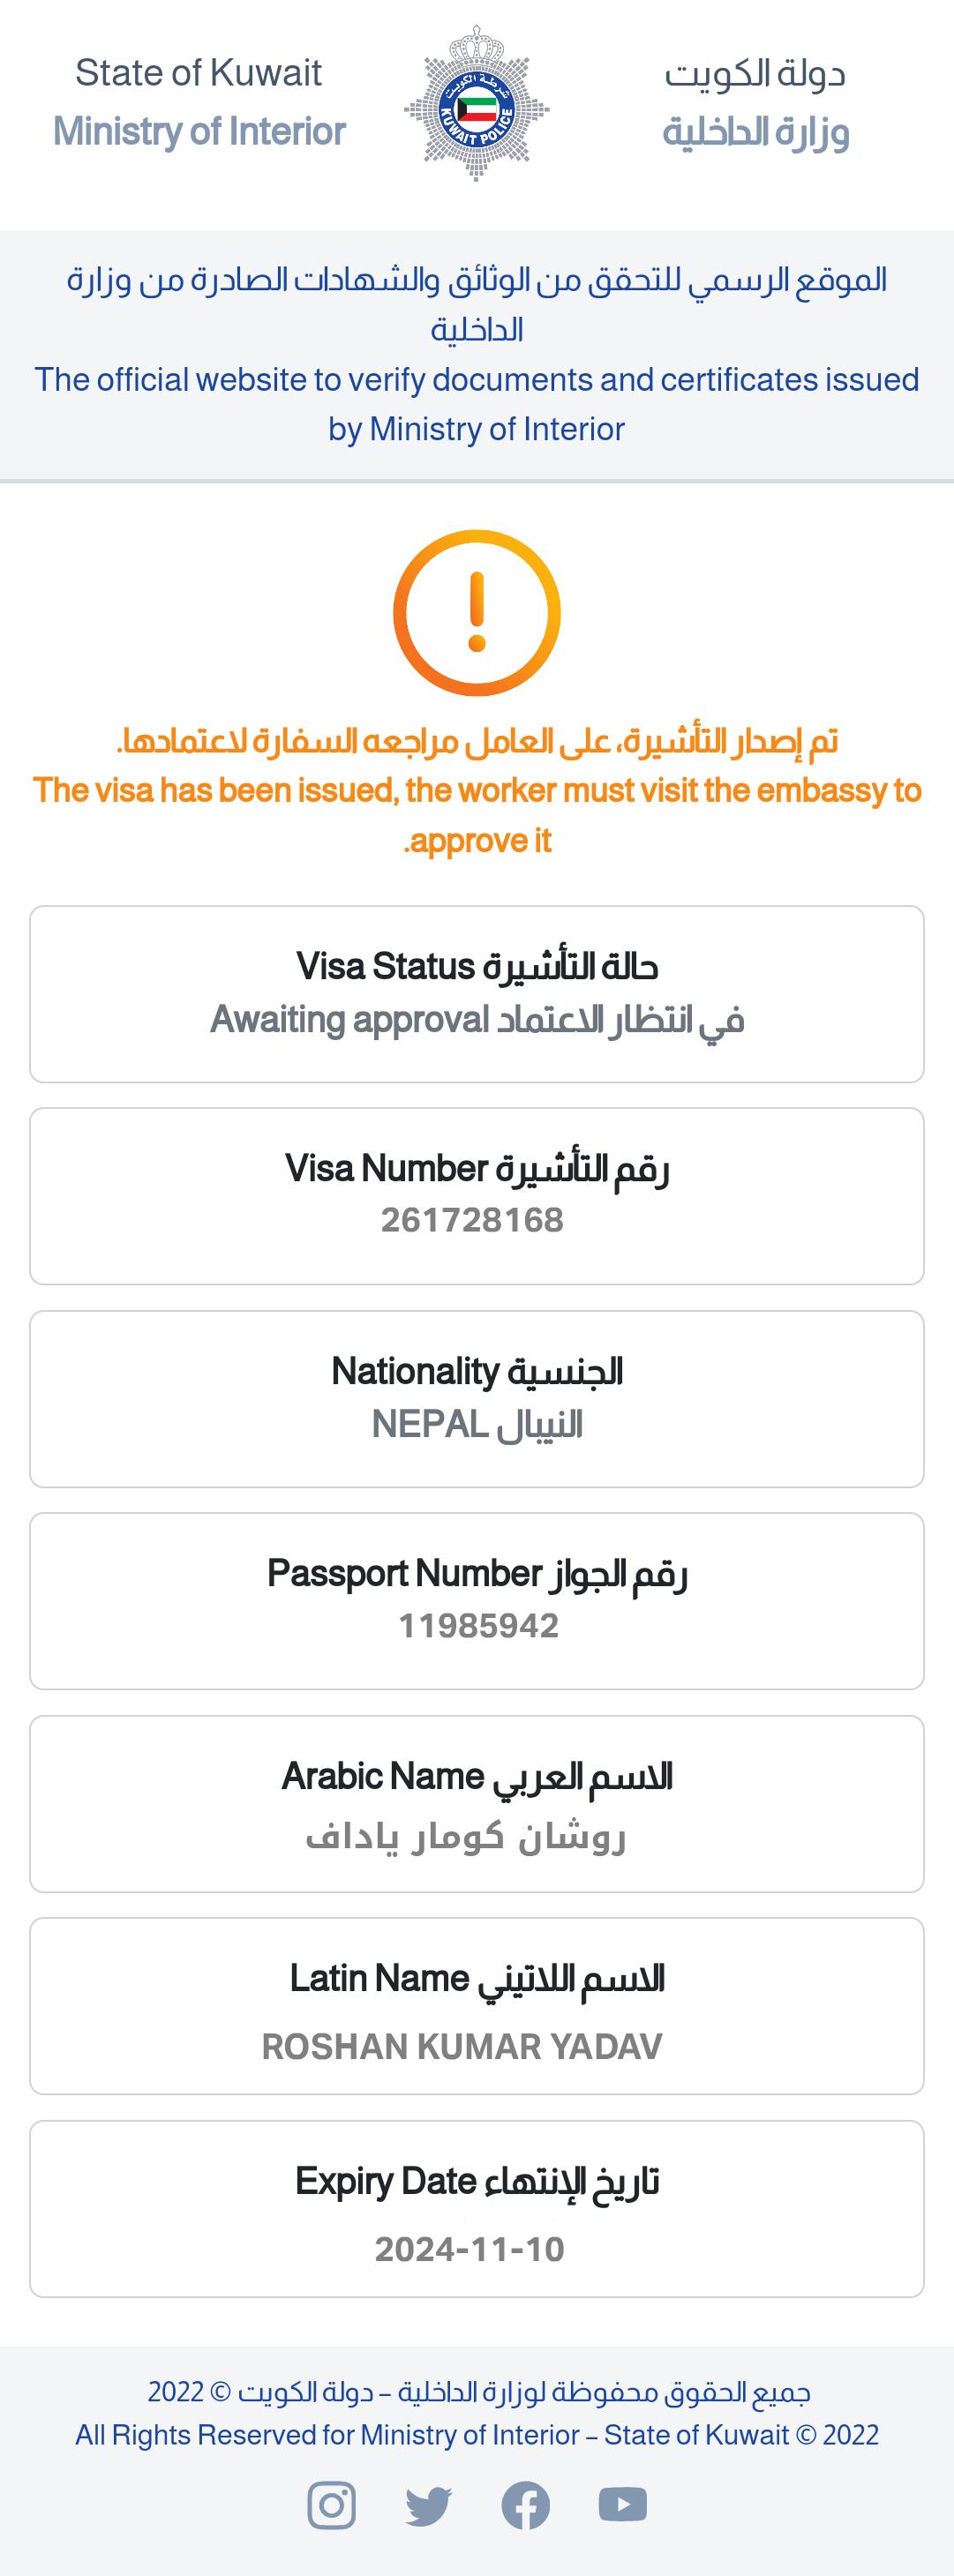 State of Kuwait
Ministry of Interior
شرطة الكويت
KUWAIT POLICE
دولة الكويت
وزارة الداخلية
الموقع الرسمي للتحقق من الوثائق والشهادات الصادرة من وزارة
الداخلية
The official website to verify documents and certificates issued
by Ministry of Interior
تم إصدار التأشيرة، على العامل مراجعه السفارة لاعتمادها.
The visa has been issued, the worker must visit the embassy to
.approve it
Visa Status حالة التأشيرة
Awaiting approval في انتظار الاعتماد
Visa Number رقم التأشيرة
261728168
Nationality الجنسية
NEPAL النيبال
Passport Number رقم الجواز
11985942
Arabic Name الاسم العربي
روشان كومار ياداف
Latin Name الاسم اللاتيني
ROSHAN KUMAR YADAV
Expiry Date تاريخ الإنتهاء
2024-11-10
جميع الحقوق محفوظة لوزارة الداخلية – دولة الكويت © 2022
All Rights Reserved for Ministry of Interior – State of Kuwait © 2022